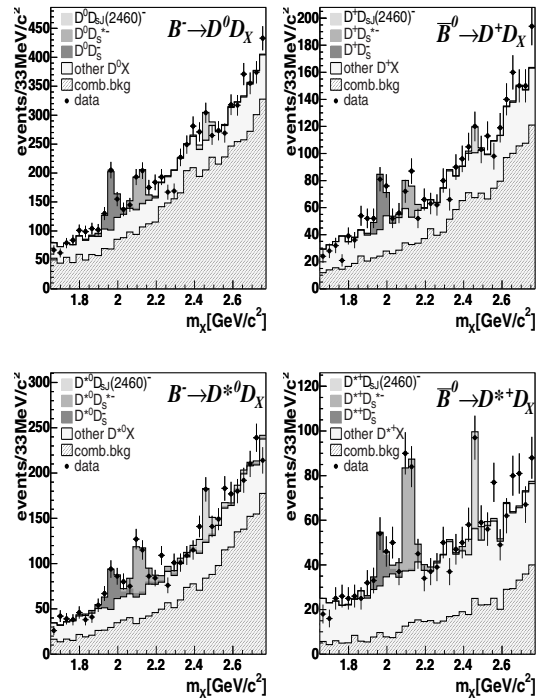 events/33MeV/c²
D⁰D_SJ(2460)⁻
D⁰D_S*⁻
D⁰D_S⁻
other D⁰X
comb.bkg
data
B⁻→D⁰D_X
450
400
350
300
250
200
150
100
50
0
1.8 2 2.2 2.4 2.6
m_X[GeV/c²]
events/33MeV/c²
D⁺D_SJ(2460)⁻
D⁺D_S*⁻
D⁺D_S⁻
other D⁺X
comb.bkg
data
B̅⁰→D⁺D_X
200
180
160
140
120
100
80
60
40
20
0
1.8 2 2.2 2.4 2.6
m_X[GeV/c²]
events/33MeV/c²
D*⁰D_SJ(2460)⁻
D*⁰D_S*⁻
D*⁰D_S⁻
other D*⁰X
comb.bkg
data
B⁻→D*⁰D_X
300
250
200
150
100
50
0
1.8 2 2.2 2.4 2.6
m_X[GeV/c²]
events/33MeV/c²
D*⁺D_SJ(2460)⁻
D*⁺D_S*⁻
D*⁺D_S⁻
other D*⁺X
comb.bkg
data
B̅⁰→D*⁺D_X
120
100
80
60
40
20
0
1.8 2 2.2 2.4 2.6
m_X[GeV/c²]